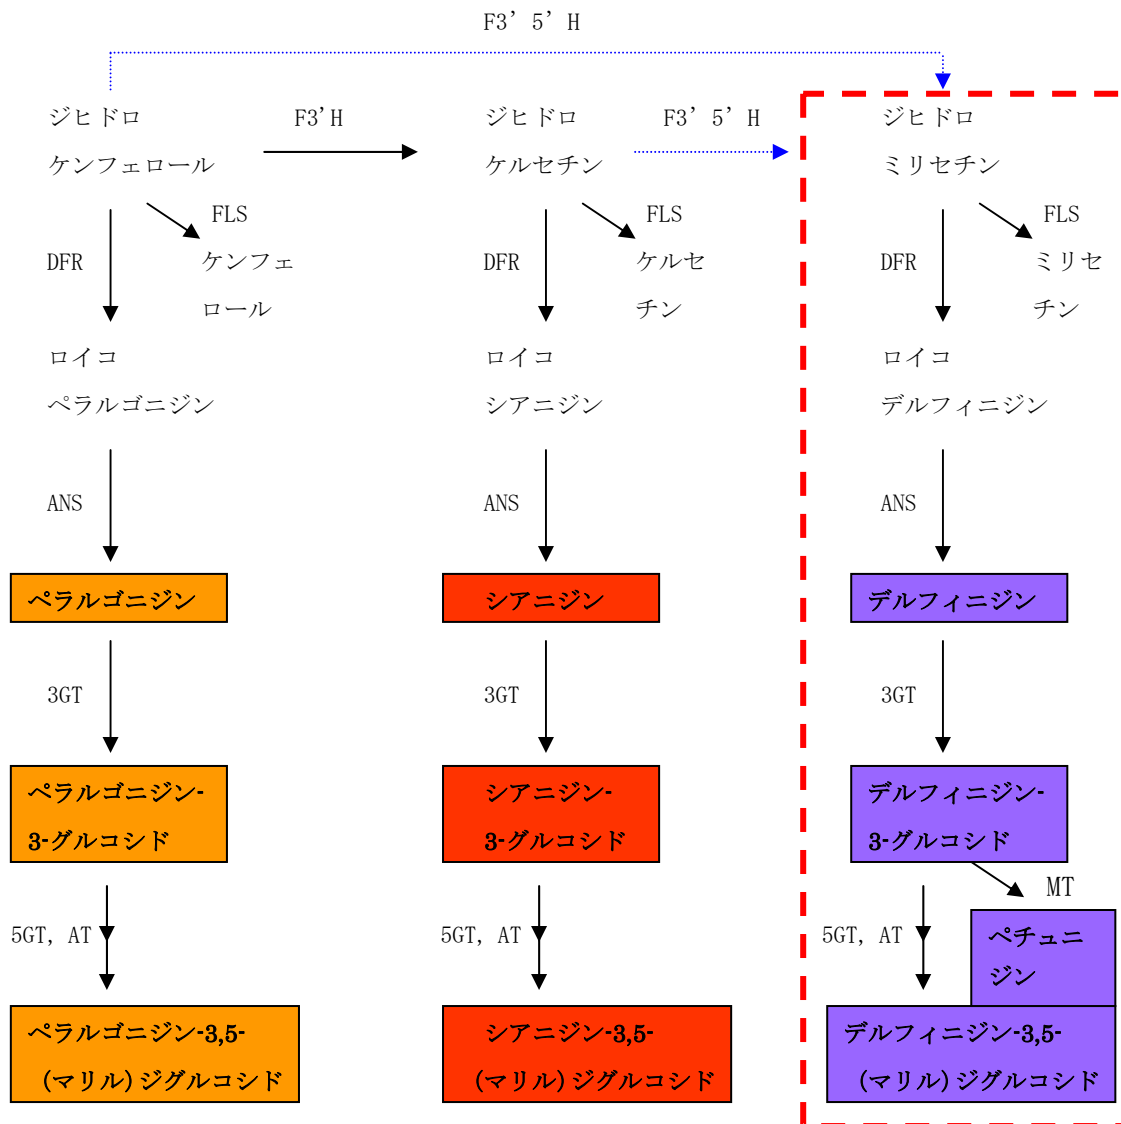 F3’5’H
ジヒドロ
ケンフェロール
F3’H
ジヒドロ
ケルセチン
F3’5’H
ジヒドロ
ミリセチン
FLS
DFR
ケンフェ
ロール
FLS
DFR
ケルセ
チン
FLS
DFR
ミリセ
チン
ロイコ
ペラルゴニジン
ロイコ
シアニジン
ロイコ
デルフィニジン
ANS
ANS
ANS
ペラルゴニジン
シアニジン
デルフィニジン
3GT
3GT
3GT
ペラルゴニジン-
3-グルコシド
シアニジン-
3-グルコシド
デルフィニジン-
3-グルコシド
MT
5GT, AT
5GT, AT
5GT, AT
ペチュニ
ジン
ペラルゴニジン-3,5-
(マリル)ジグルコシド
シアニジン-3,5-
(マリル)ジグルコシド
デルフィニジン-3,5-
(マリル)ジグルコシド